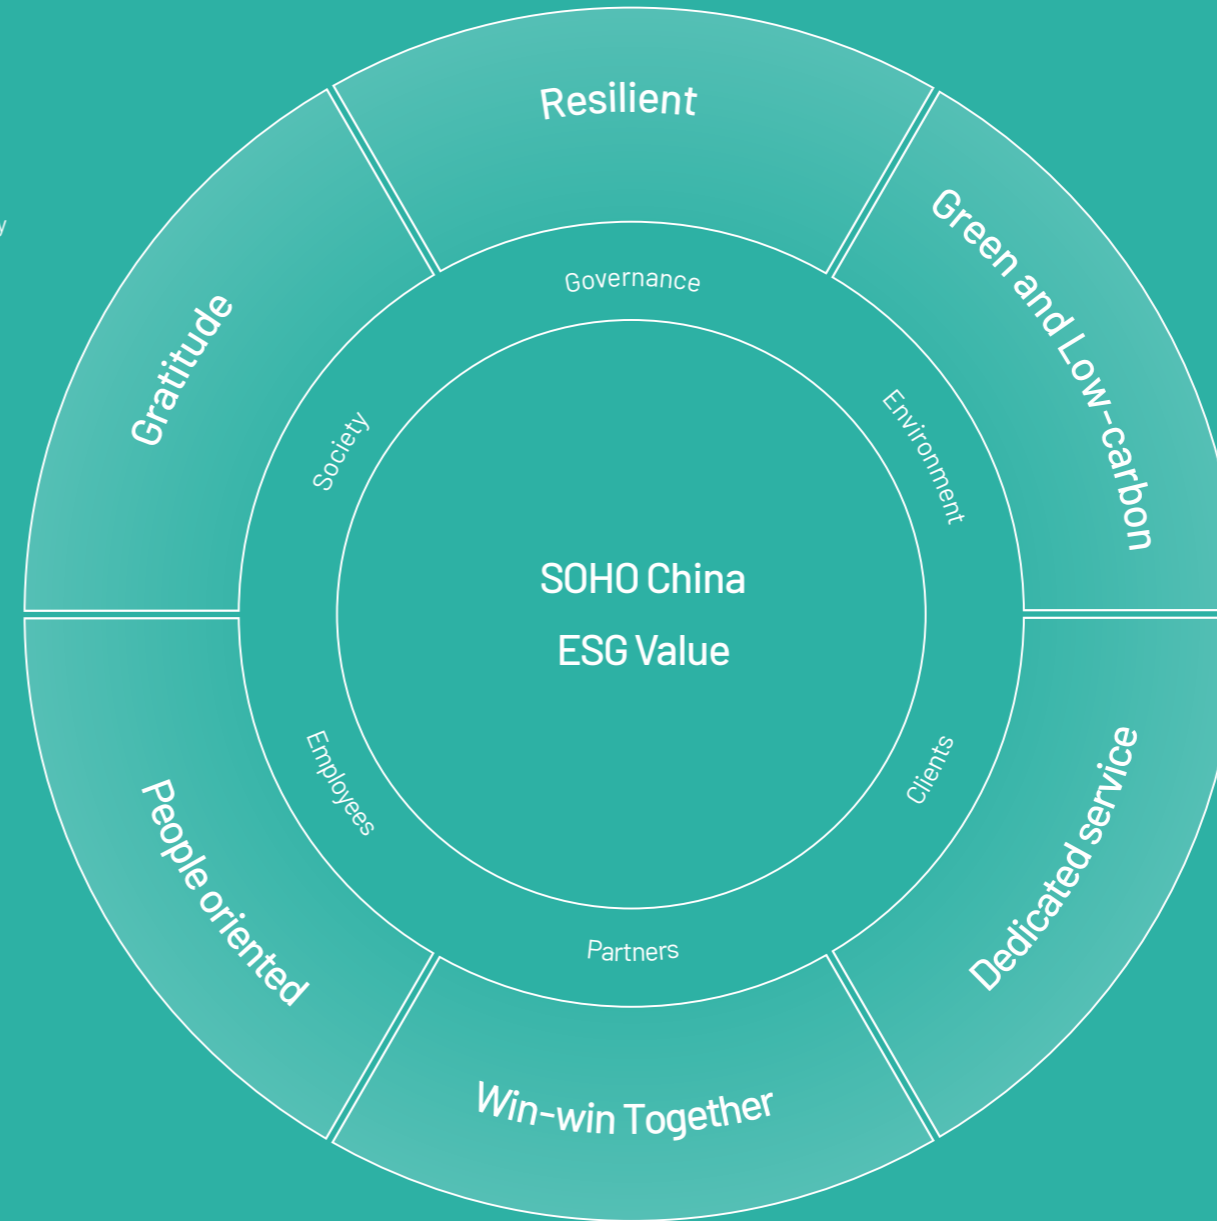 Resilient
Green and Low-carbon
Dedicated service
Win-win Together
People oriented
Gratitude
Governance
Environment
Clients
Partners
Employees
Society
SOHO China
ESG Value